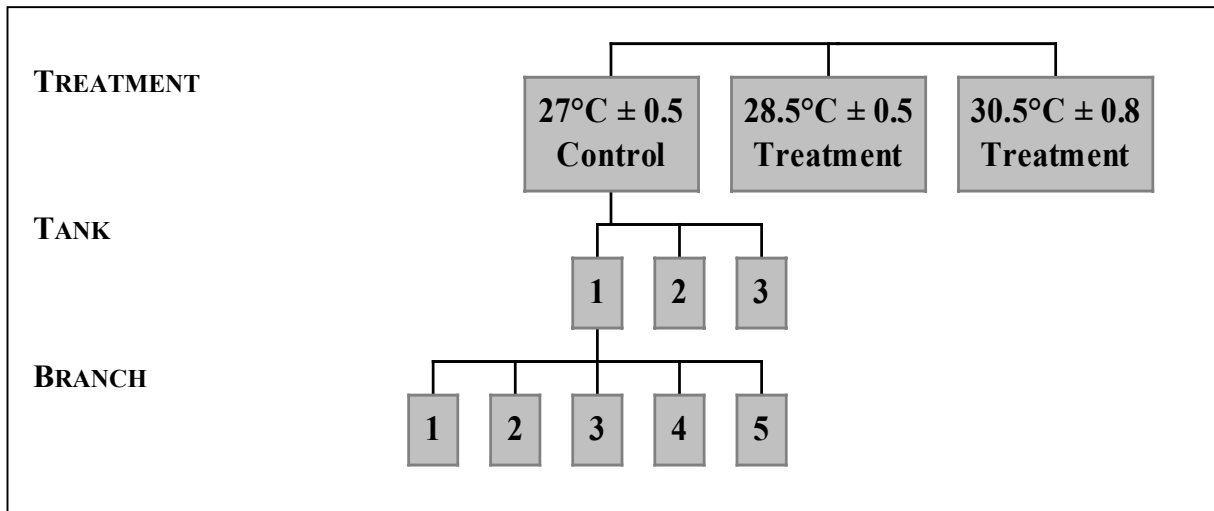 TREATMENT
27°C ± 0.5
Control
28.5°C ± 0.5
Treatment
30.5°C ± 0.8
Treatment
TANK
1 2 3
BRANCH
1 2 3 4 5